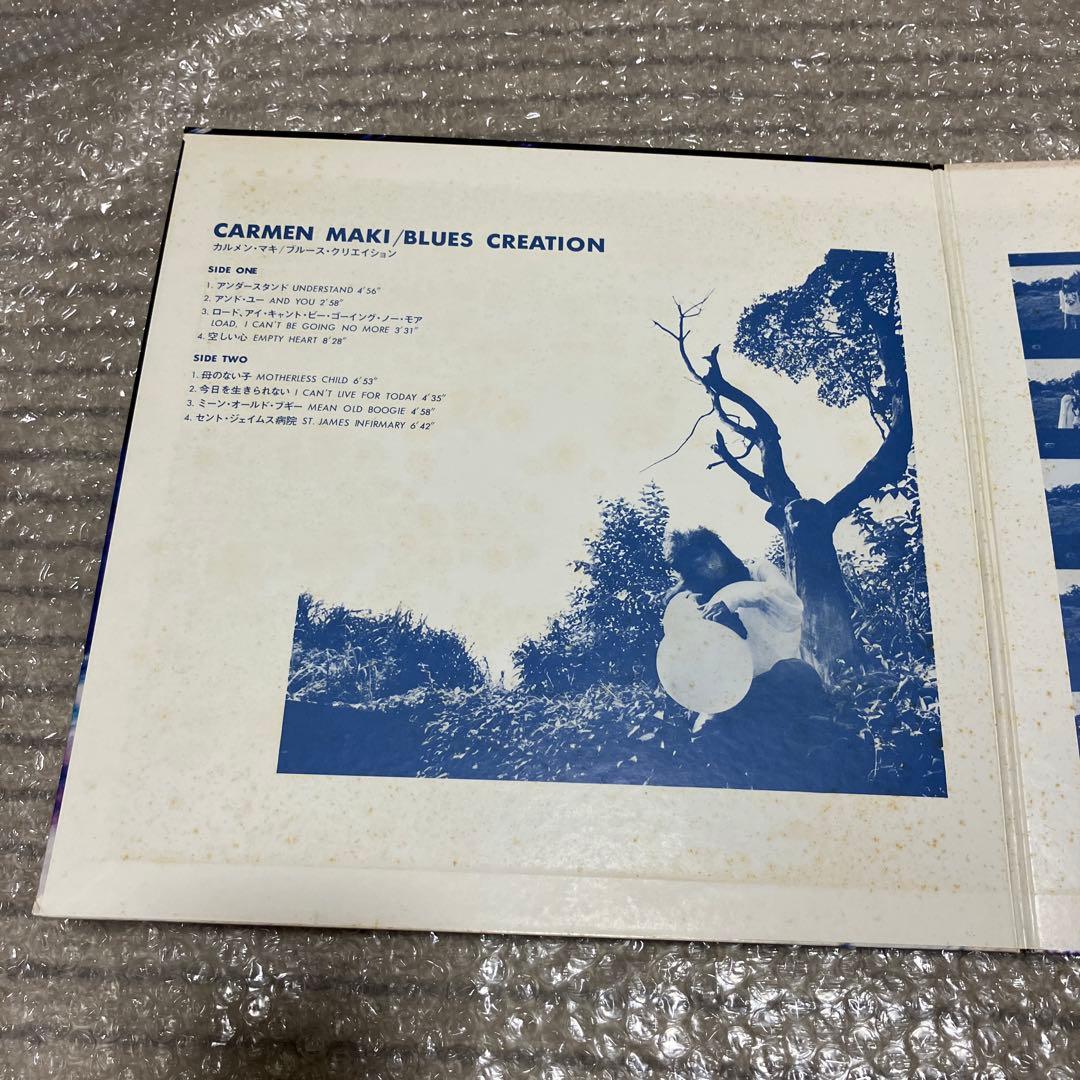 CARMEN MAKI/BLUES CREATION
カルメン・マキ/ブルース・クリエイション
SIDE ONE
1. アンダースタンド UNDERSTAND 4'56"
2. アンド・ユー AND YOU 2'58"
3. ロード、アイ・キャント・ビー・ゴーイング・ノー・モア
LOAD, I CAN'T BE GOING NO MORE 3'31"
4. 空しい心 EMPTY HEART 8'28"
SIDE TWO
1. 母のない子 MOTHERLESS CHILD 6'53"
2. 今日を生きられない I CAN'T LIVE FOR TODAY 4'35"
3. ミーン・オールド・ブギー MEAN OLD BOOGIE 4'58"
4. セント・ジェイムス病院 ST. JAMES INFIRMARY 6'42"